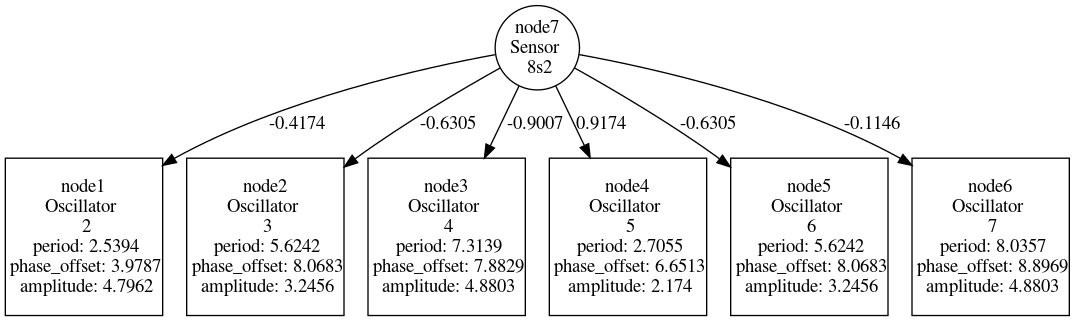 node7
Sensor
8s2
-0.4174
-0.6305
-0.9007
0.9174
-0.6305
-0.1146
node1
Oscillator
2
period: 2.5394
phase_offset: 3.9787
amplitude: 4.7962
node2
Oscillator
3
period: 5.6242
phase_offset: 8.0683
amplitude: 3.2456
node3
Oscillator
4
period: 7.3139
phase_offset: 7.8829
amplitude: 4.8803
node4
Oscillator
5
period: 2.7055
phase_offset: 6.6513
amplitude: 2.174
node5
Oscillator
6
period: 5.6242
phase_offset: 8.0683
amplitude: 3.2456
node6
Oscillator
7
period: 8.0357
phase_offset: 8.8969
amplitude: 4.8803